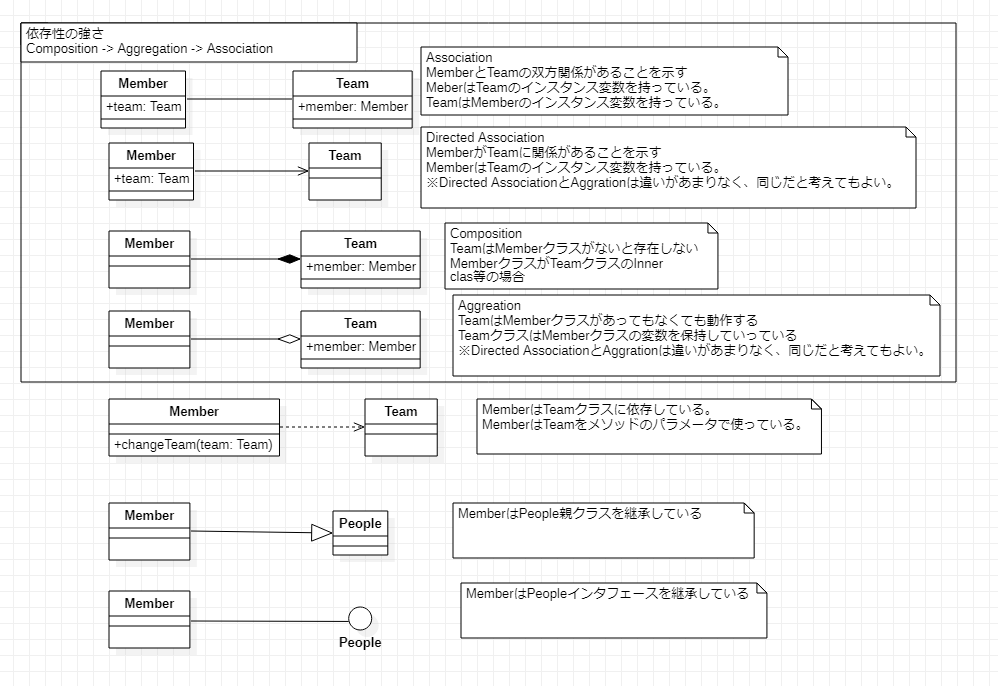 依存性の強さ
Composition -> Aggregation -> Association
Member
+team: Team
Team
+member: Member
Association
MemberとTeamの双方関係があることを示す
MeberはTeamのインスタンス変数を持っている。
TeamはMemberのインスタンス変数を持っている。
Member
+team: Team
Team
Directed Association
MemberがTeamに関係があることを示す
MemberはTeamのインスタンス変数を持っている。
※Directed AssociationとAggrationは違いがあまりなく、同じだと考えてもよい。
Member
Team
+member: Member
Composition
TeamはMemberクラスがないと存在しない
MemberクラスがTeamクラスのInner
clas等の場合
Member
Team
+member: Member
Aggreation
TeamはMemberクラスがあってもなくても動作する
TeamクラスはMemberクラスの変数を保持していっている
※Directed AssociationとAggrationは違いがあまりなく、同じだと考えてもよい。
Member
+changeTeam(team: Team)
Team
MemberはTeamクラスに依存している。
MemberはTeamをメソッドのパラメータで使っている。
Member
People
MemberはPeople親クラスを継承している
Member
People
MemberはPeopleインタフェースを継承している